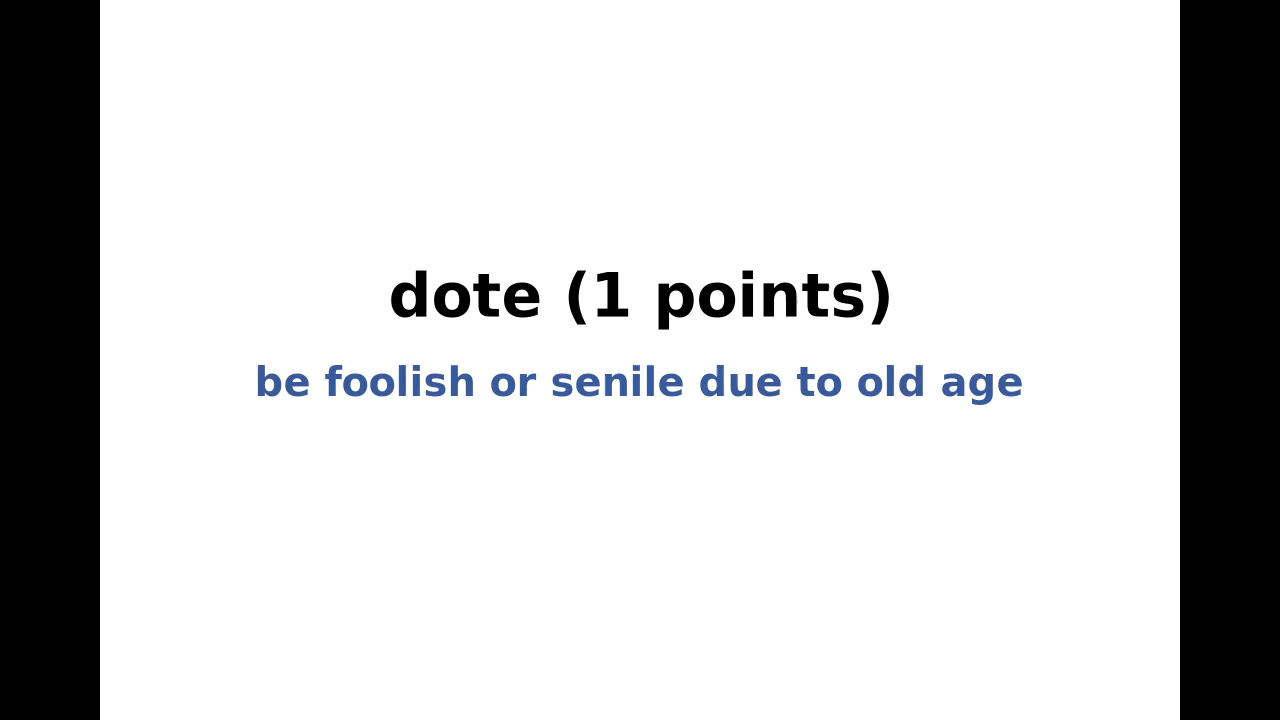 dote (1 points)
be foolish or senile due to old age